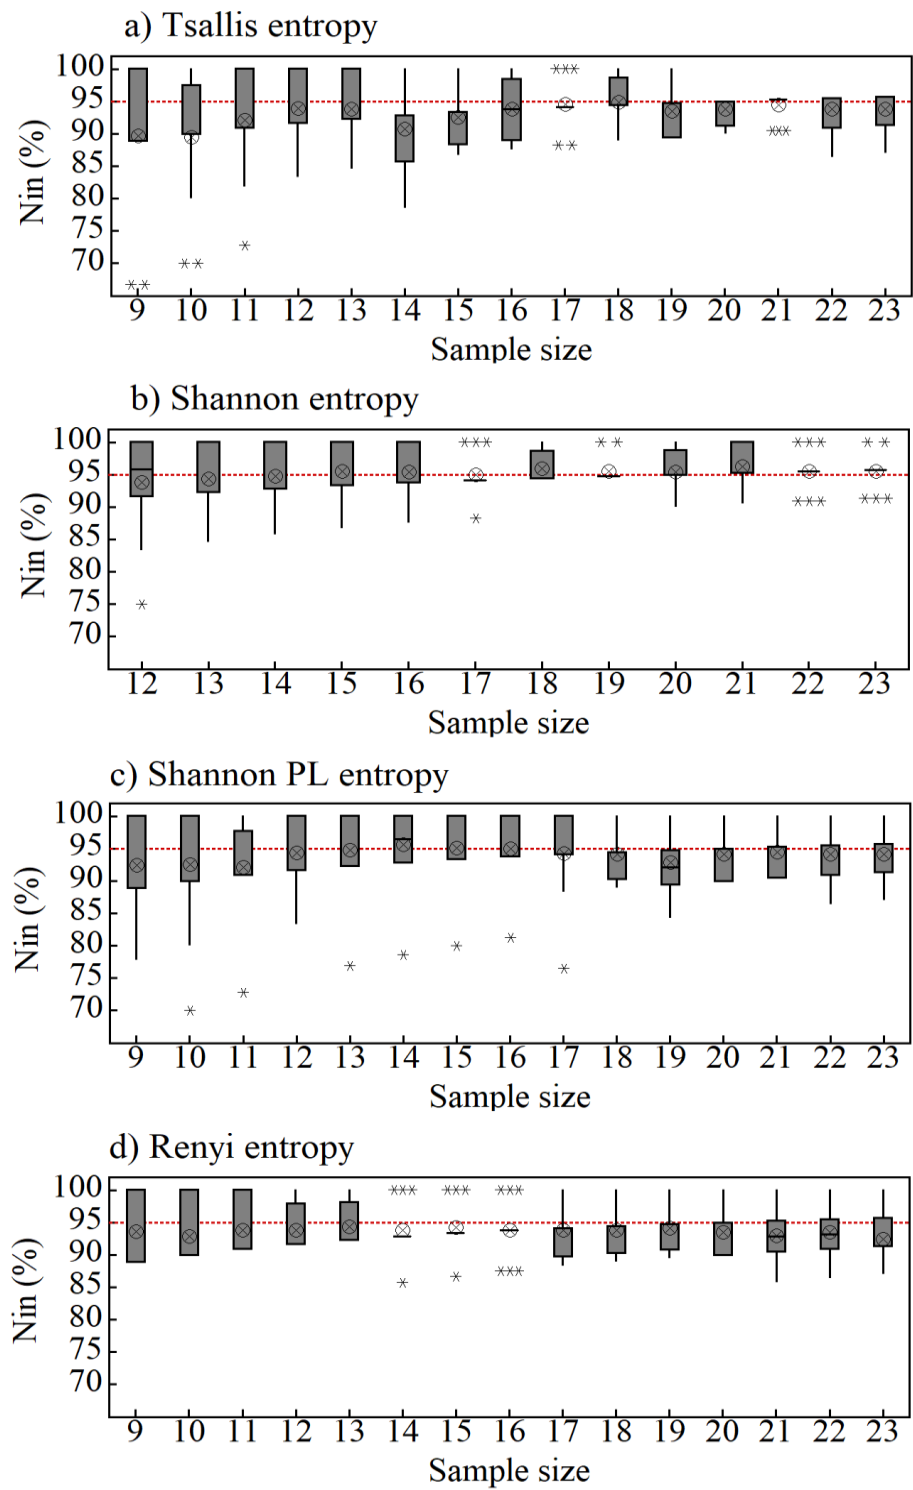 a) Tsallis entropy
100
95
90
85
80
75
70
Nin (%)
9 10 11 12 13 14 15 16 17 18 19 20 21 22 23
Sample size
b) Shannon entropy
100
95
90
85
80
75
70
Nin (%)
12 13 14 15 16 17 18 19 20 21 22 23
Sample size
c) Shannon PL entropy
100
95
90
85
80
75
70
Nin (%)
9 10 11 12 13 14 15 16 17 18 19 20 21 22 23
Sample size
d) Renyi entropy
100
95
90
85
80
75
70
Nin (%)
9 10 11 12 13 14 15 16 17 18 19 20 21 22 23
Sample size